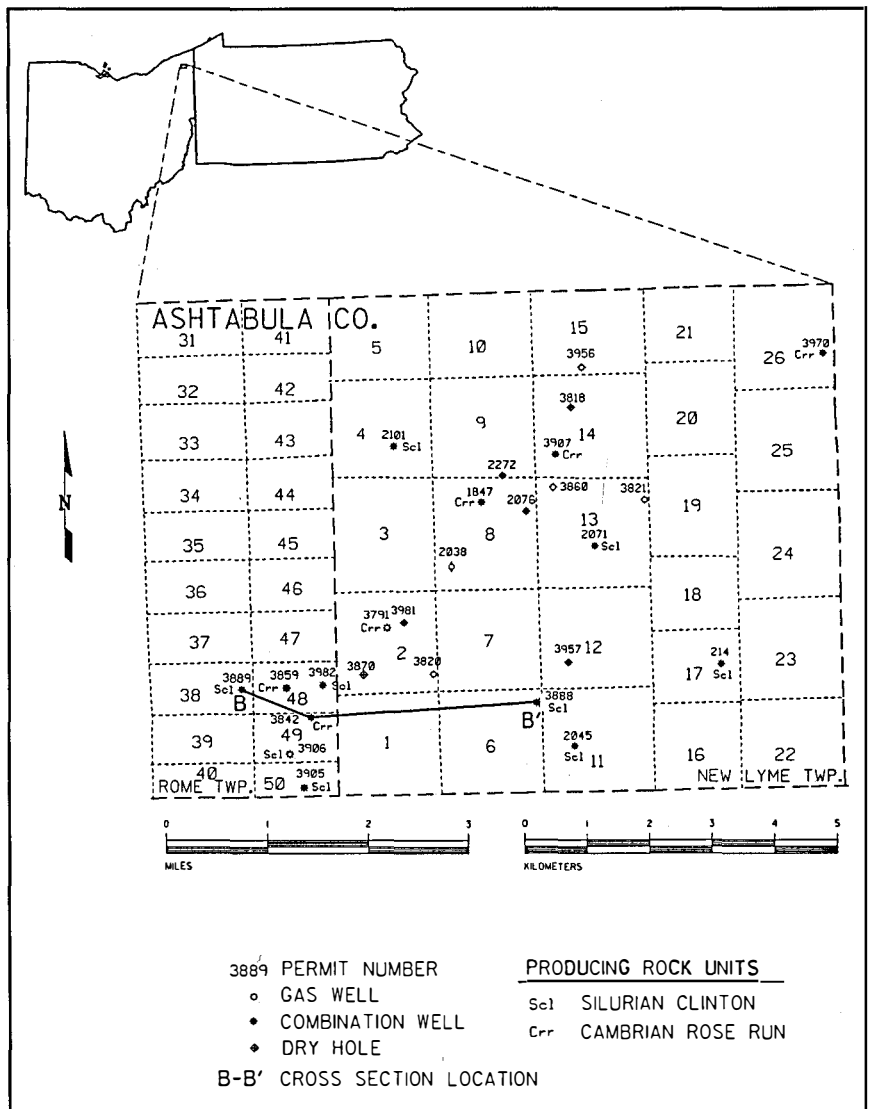 ASHTABULA CO.
31 41 5 10 15 21
3956 3970
26 Crr
32 42
3818
9 20
4 14
33 43 2101 Scl 3907 Crr
25
2272
34 44 1847 Crr 3860 3821
2076 19
N
3 8 13
35 45 2071 Scl
24
2038
36 46
18
3791 3981
Crr
37 47 7 12
2 3957 214
3870 3820 17 Scl 23
3889 3859 3982
38 Scl Crr Scl
48 3888
B 3842 Scl
Crr B'
49 2045
39 1 6 Scl 11
Scl 3906
16 22
40 3905
ROME TWP. 50 Scl NEW LYME TWP.
0 1 2 3 0 1 2 3 4 5
MILES KILOMETERS
3889 PERMIT NUMBER
GAS WELL
COMBINATION WELL
DRY HOLE
B-B' CROSS SECTION LOCATION
PRODUCING ROCK UNITS
Scl SILURIAN CLINTON
Crr CAMBRIAN ROSE RUN